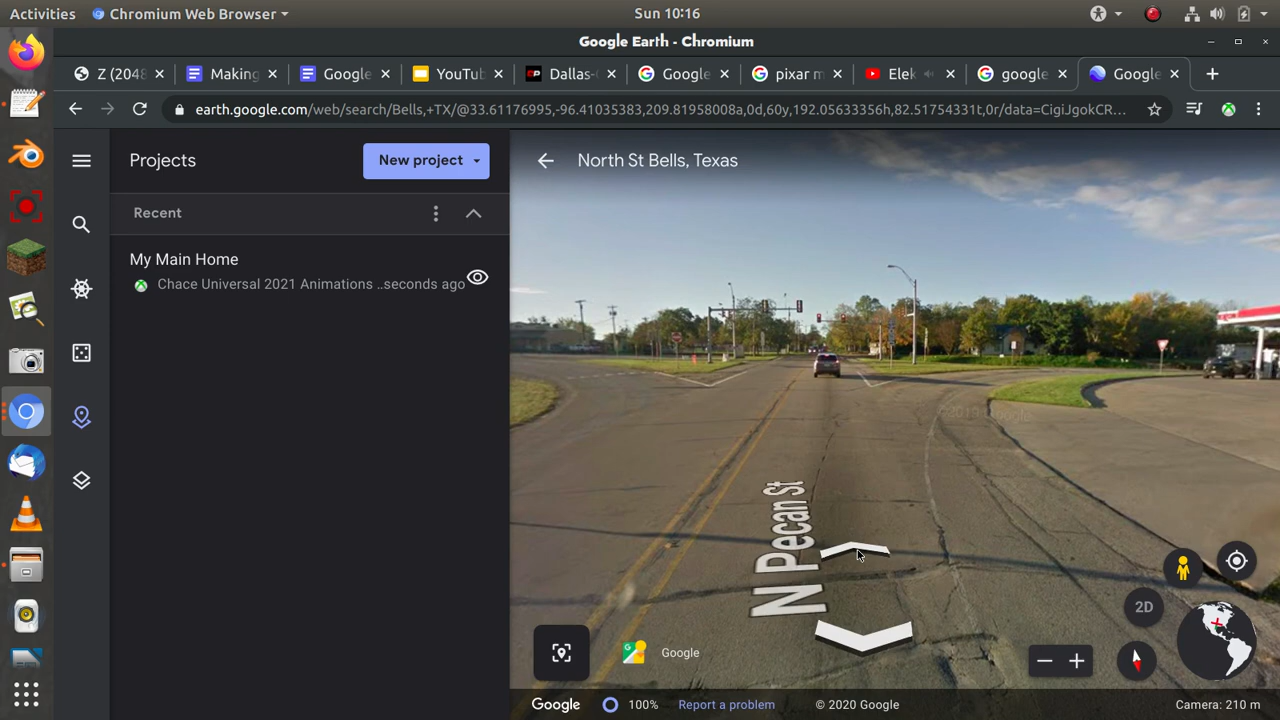 Activities
Chromium Web Browser
Sun 10:16
Google Earth - Chromium
Z (2048
Making
Google
YouTub
Dallas-
Google
pixar m
Elek
google
Google
earth.google.com/web/search/Bells,+TX/@33.61176935,-96.41035383,209.81958008a,0d,60y,192.05633356h,82.51754331t,0r/data=CigiJgokCR...
Projects
New project
North St Bells, Texas
Recent
My Main Home
Chace Universal 2021 Animations ..seconds ago
N Pecan St
2D
Google
Google
100%
Report a problem
© 2020 Google
Camera: 210 m